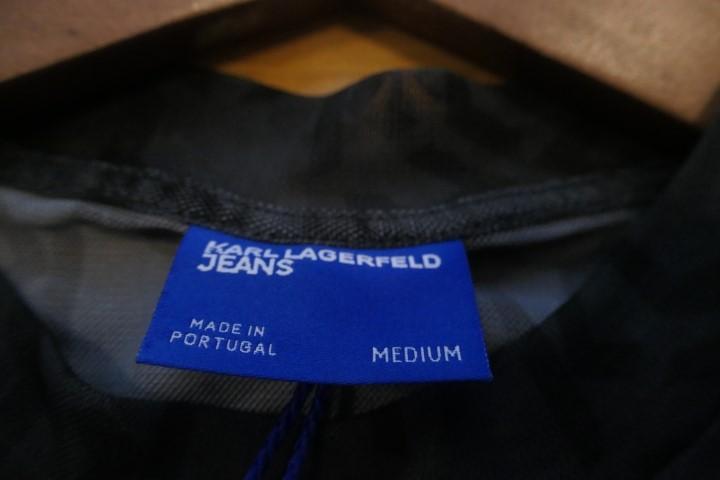 KARL LAGERFELD
JEANS
MADE IN
PORTUGAL
MEDIUM